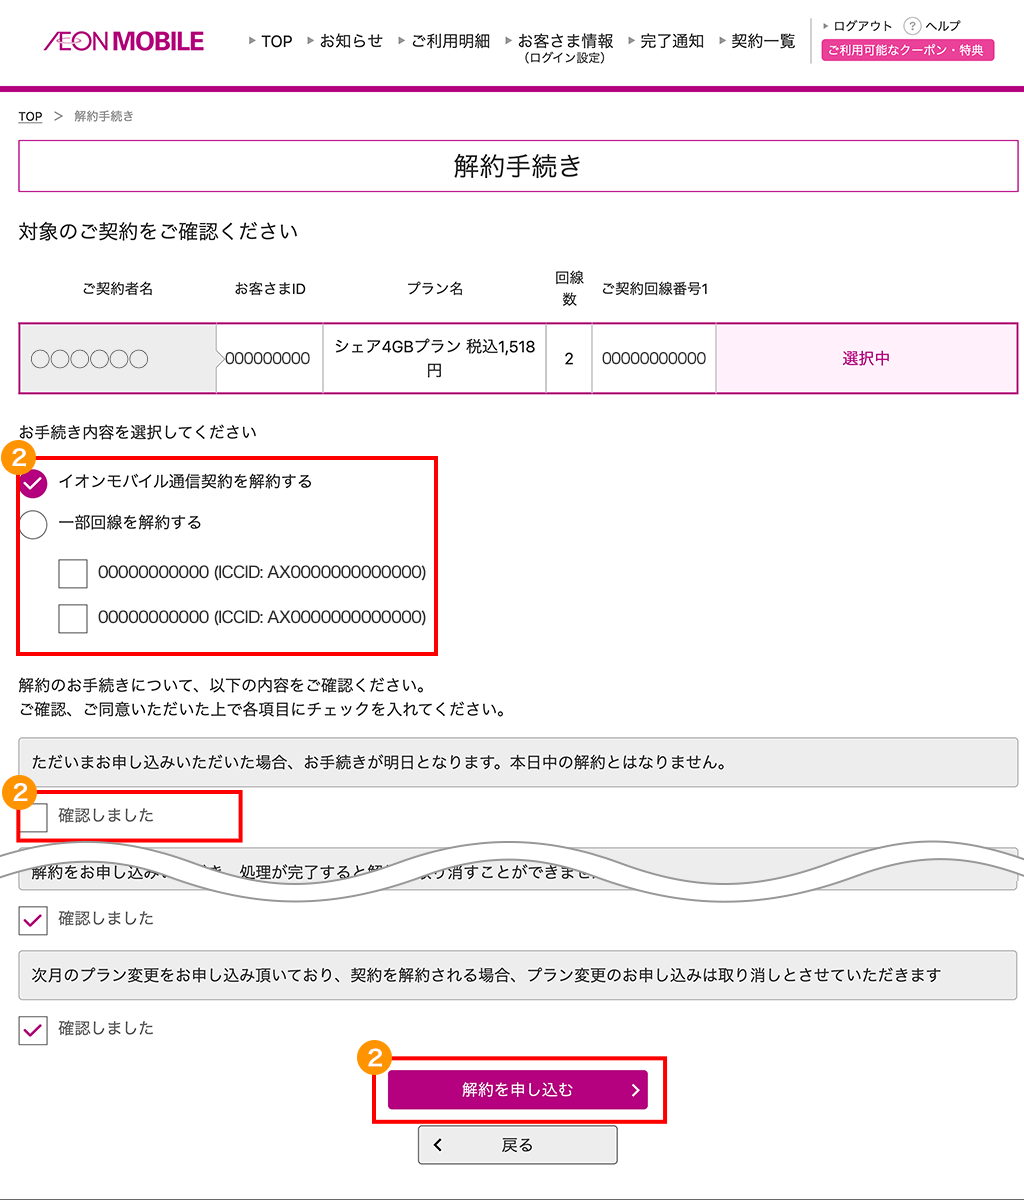 ÆON MOBILE
TOP お知らせ ご利用明細 お客さま情報 完了通知 契約一覧
(ログイン設定)
ログアウト ? ヘルプ
ご利用可能なクーポン・特典
TOP > 解約手続き
解約手続き
対象のご契約をご確認ください
ご契約者名 お客さまID プラン名 回線数 ご契約回線番号1
〇〇〇〇〇〇 000000000 シェア4GBプラン 税込1,518円 2 00000000000 選択中
お手続き内容を選択してください
2
イオンモバイル通信契約を解約する
一部回線を解約する
00000000000 (ICCID: AX0000000000000)
00000000000 (ICCID: AX0000000000000)
解約のお手続きについて、以下の内容をご確認ください。
ご確認、ご同意いただいた上で各項目にチェックを入れてください。
ただいまお申し込みいただいた場合、お手続きが明日となります。本日中の解約とはなりません。
2
確認しました
解約をお申し込み 処理が完了すると 取り消すことができませ
確認しました
次月のプラン変更をお申し込み頂いており、契約を解約される場合、プラン変更のお申し込みは取り消しとさせていただきます
確認しました
2
解約を申し込む
戻る